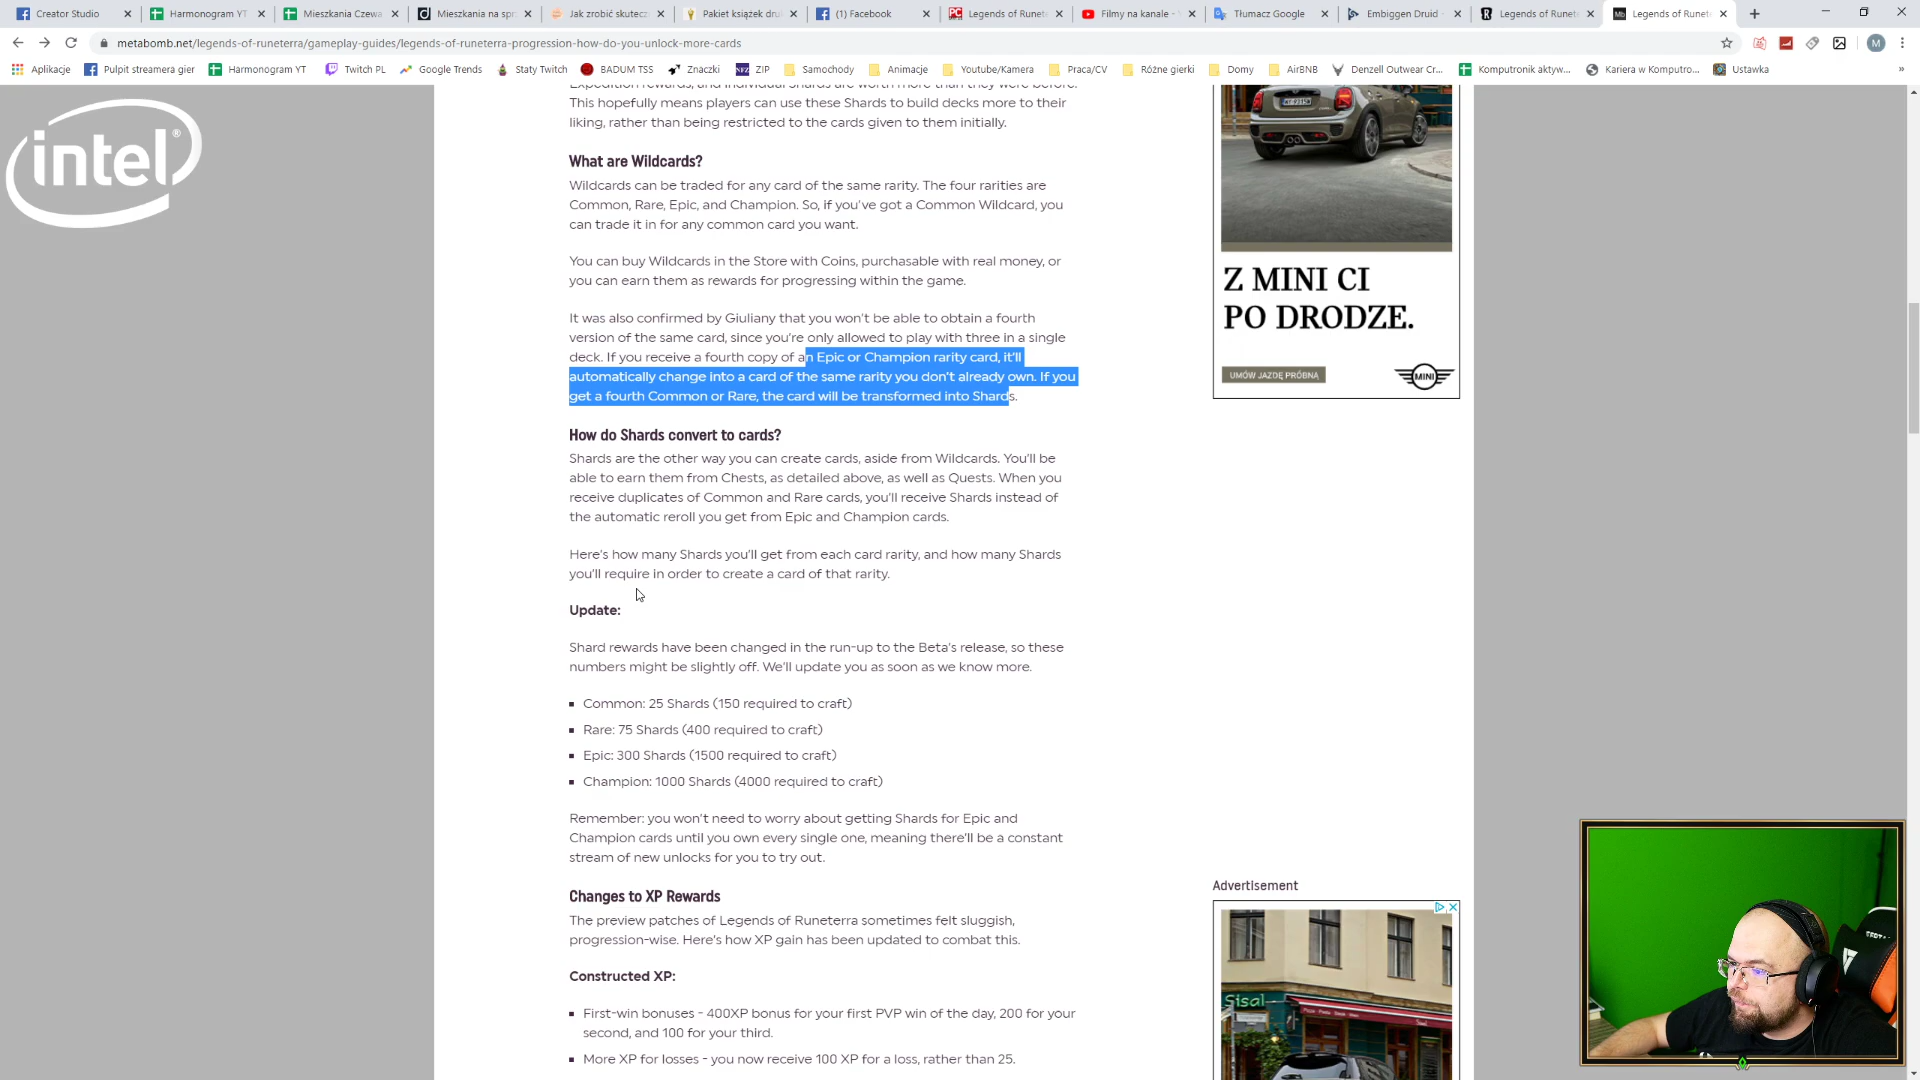 Creator Studio
Harmonogram YT
Mieszkania Czewa
Mieszkania na spr
Jak zrobić skutecz
Pakiet książek dru
(1) Facebook
Legends of Runete
Filmy na kanale -
Tłumacz Google
Embiggen Druid -
Legends of Runet
Legends of Runet
metabomb.net/legends-of-runeterra/gameplay-guides/legends-of-runeterra-progression-how-do-you-unlock-more-cards
M
Aplikacje
Pulpit streamera gier
Harmonogram YT
Twitch PL
Google Trends
Staty Twitch
BADUM TSS
Znaczki
ZIP
Samochody
Animacje
Youtube/Kamera
Praca/CV
Różne gierki
Domy
AirBNB
Denzell Outwear Cr...
Komputronik aktyw...
Kariera w Komputro...
Ustawka
»
intel®
Expedition rewards, and individual Shards are worth more than they were before.
This hopefully means players can use these Shards to build decks more to their
liking, rather than being restricted to the cards given to them initially.
What are Wildcards?
Wildcards can be traded for any card of the same rarity. The four rarities are
Common, Rare, Epic, and Champion. So, if you've got a Common Wildcard, you
can trade it in for any common card you want.
You can buy Wildcards in the Store with Coins, purchasable with real money, or
you can earn them as rewards for progressing within the game.
It was also confirmed by Giuliany that you won't be able to obtain a fourth
version of the same card, since you're only allowed to play with three in a single
deck. If you receive a fourth copy of an Epic or Champion rarity card, it'll
automatically change into a card of the same rarity you don't already own. If you
get a fourth Common or Rare, the card will be transformed into Shards.
How do Shards convert to cards?
Shards are the other way you can create cards, aside from Wildcards. You'll be
able to earn them from Chests, as detailed above, as well as Quests. When you
receive duplicates of Common and Rare cards, you'll receive Shards instead of
the automatic reroll you get from Epic and Champion cards.
Here's how many Shards you'll get from each card rarity, and how many Shards
you'll require in order to create a card of that rarity.
Update:
Shard rewards have been changed in the run-up to the Beta's release, so these
numbers might be slightly off. We'll update you as soon as we know more.
Common: 25 Shards (150 required to craft)
Rare: 75 Shards (400 required to craft)
Epic: 300 Shards (1500 required to craft)
Champion: 1000 Shards (4000 required to craft)
Remember: you won't need to worry about getting Shards for Epic and
Champion cards until you own every single one, meaning there'll be a constant
stream of new unlocks for you to try out.
Changes to XP Rewards
The preview patches of Legends of Runeterra sometimes felt sluggish,
progression-wise. Here's how XP gain has been updated to combat this.
Constructed XP:
First-win bonuses - 400XP bonus for your first PVP win of the day, 200 for your
second, and 100 for your third.
More XP for losses - you now receive 100 XP for a loss, rather than 25.
Z MINI CI
PO DRODZE.
UMÓW JAZDĘ PRÓBNĄ
MINI
Advertisement
Sisal